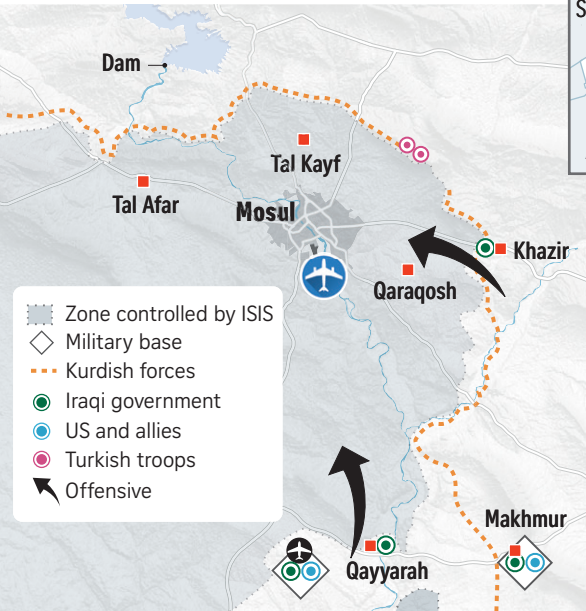 S
Dam
Tal Kayf
Tal Afar
Mosul
Khazir
Qaraqosh
Zone controlled by ISIS
Military base
Kurdish forces
Iraqi government
US and allies
Turkish troops
Offensive
Makhmur
Qayyarah